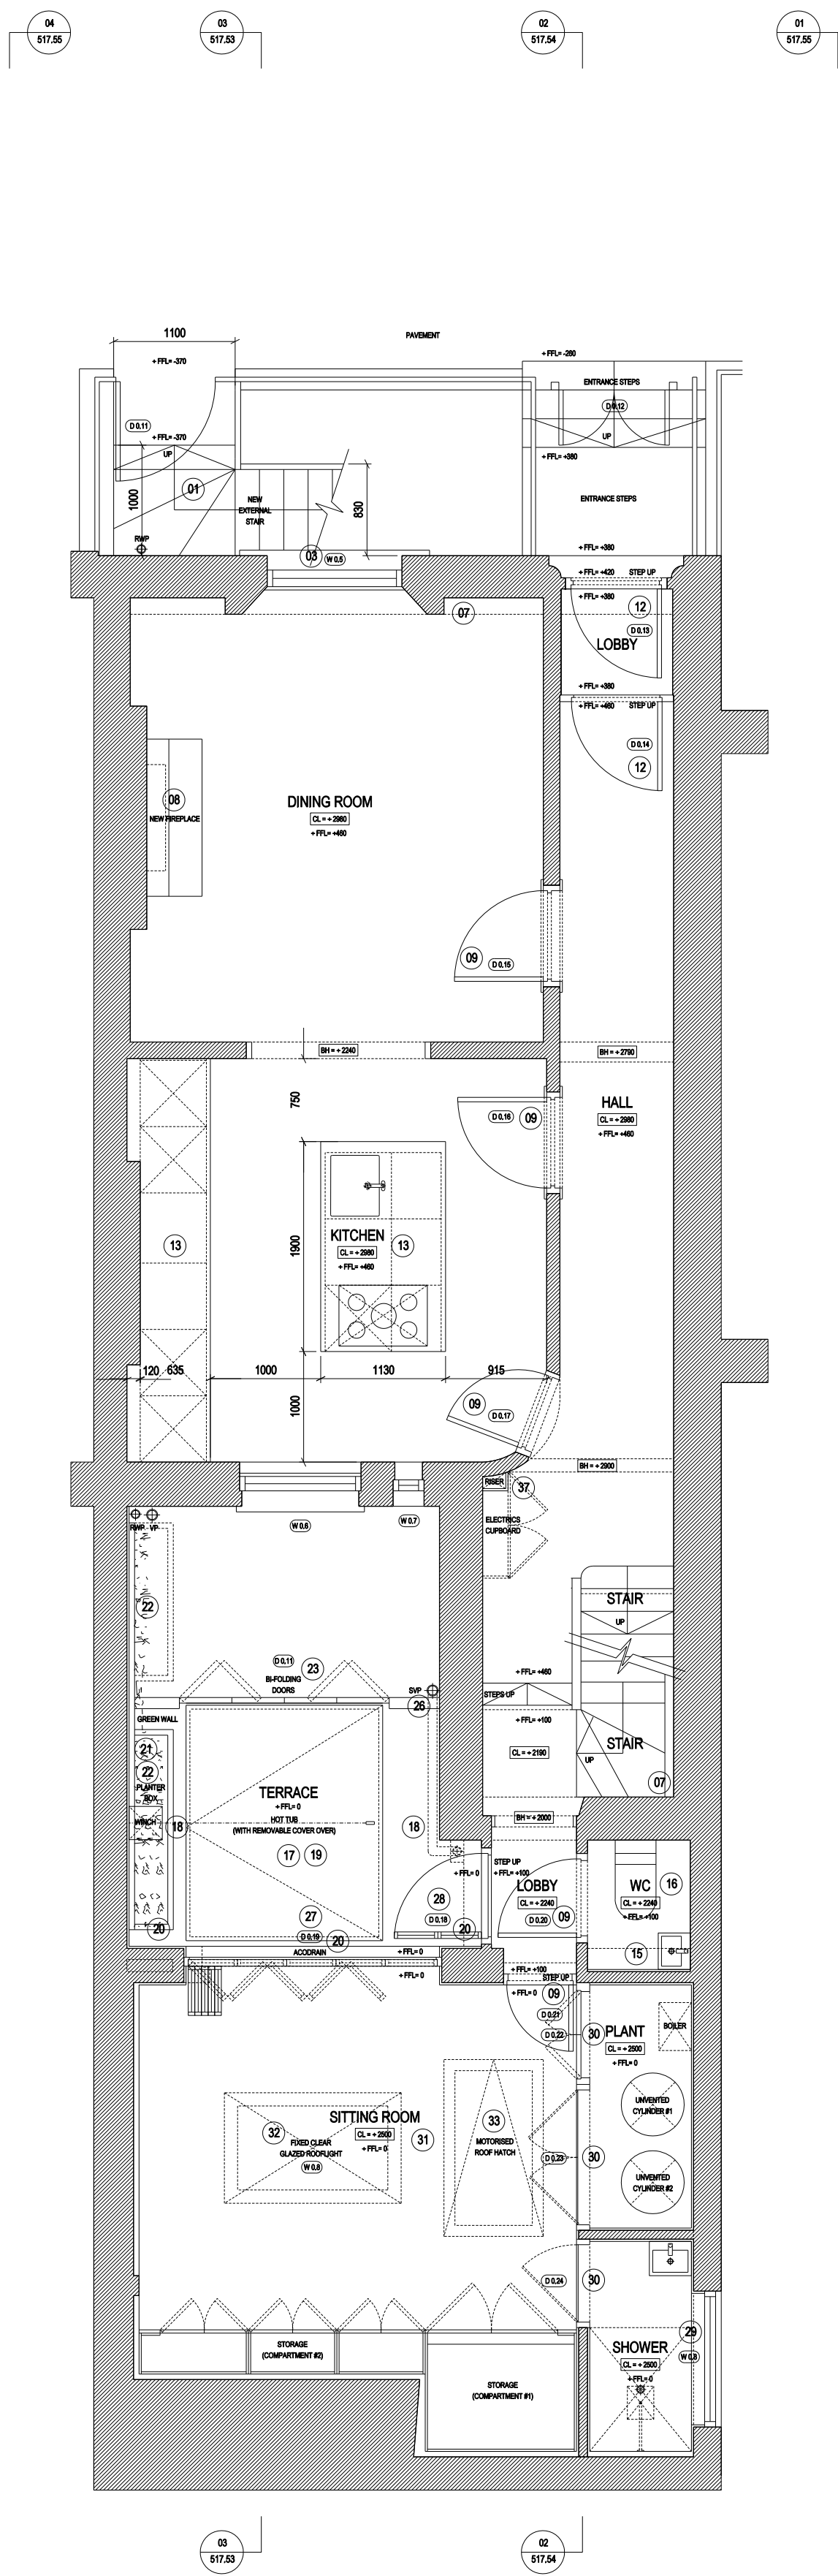 04
517.55
03
517.53
02
517.54
01
517.55
1100
PAVEMENT
+ FFL= -370
+ FFL= -260
ENTRANCE STEPS
D 0.11
D 0.12
+ FFL= -370
UP
UP
+ FFL= +380
01
1000
NEW
EXTERNAL
STAIR
830
ENTRANCE STEPS
RWP
03
W 0.5
+ FFL= +380
+ FFL= +420
STEP UP
+ FFL= +380
07
12
D 0.13
LOBBY
+ FFL= +380
+ FFL= +460
STEP UP
D 0.14
12
08
NEW FIREPLACE
DINING ROOM
CL = + 2980
+ FFL= +460
09
D 0.15
BH = + 2240
BH = + 2790
750
D 0.16
09
HALL
CL = + 2980
+ FFL= +460
13
1900
KITCHEN
13
CL = + 2980
+ FFL= +460
120
635
1000
1130
915
1000
09
D 0.17
BH = + 2900
RISER
37
ELECTRICS
CUPBOARD
W 0.6
W 0.7
RWP
VP
22
STAIR
UP
D 0.11
23
BI-FOLDING
DOORS
SVP
26
+ FFL= +460
STEPS UP
GREEN WALL
+ FFL= +100
21
22
PLANTER
BOX
WINCH
18
TERRACE
+ FFL= 0
HOT TUB
(WITH REMOVABLE COVER OVER)
18
17
19
CL = + 2190
STAIR
UP
07
BH = + 2000
STEP UP
+ FFL= 0
+ FFL= +100
28
D 0.18
LOBBY
CL = + 2240
D 0.20
09
WC
16
CL = + 2240
+ FFL= +100
15
20
27
D 0.19
20
20
ACODRAIN
+ FFL= 0
+ FFL= 0
+ FFL= +100
STEP UP
+ FFL= 0
09
D 0.21
D 0.22
30
PLANT
BOILER
CL = + 2500
+ FFL= 0
UNVENTED
CYLINDER #1
SITTING ROOM
CL = + 2500
+ FFL= 0
31
32
FIXED CLEAR
GLAZED ROOFLIGHT
W 0.8
33
MOTORISED
ROOF HATCH
D 0.23
30
UNVENTED
CYLINDER #2
D 0.24
30
STORAGE
(COMPARTMENT #2)
STORAGE
(COMPARTMENT #1)
SHOWER
CL = + 2500
+ FFL= 0
29
W 0.8
03
517.53
02
517.54